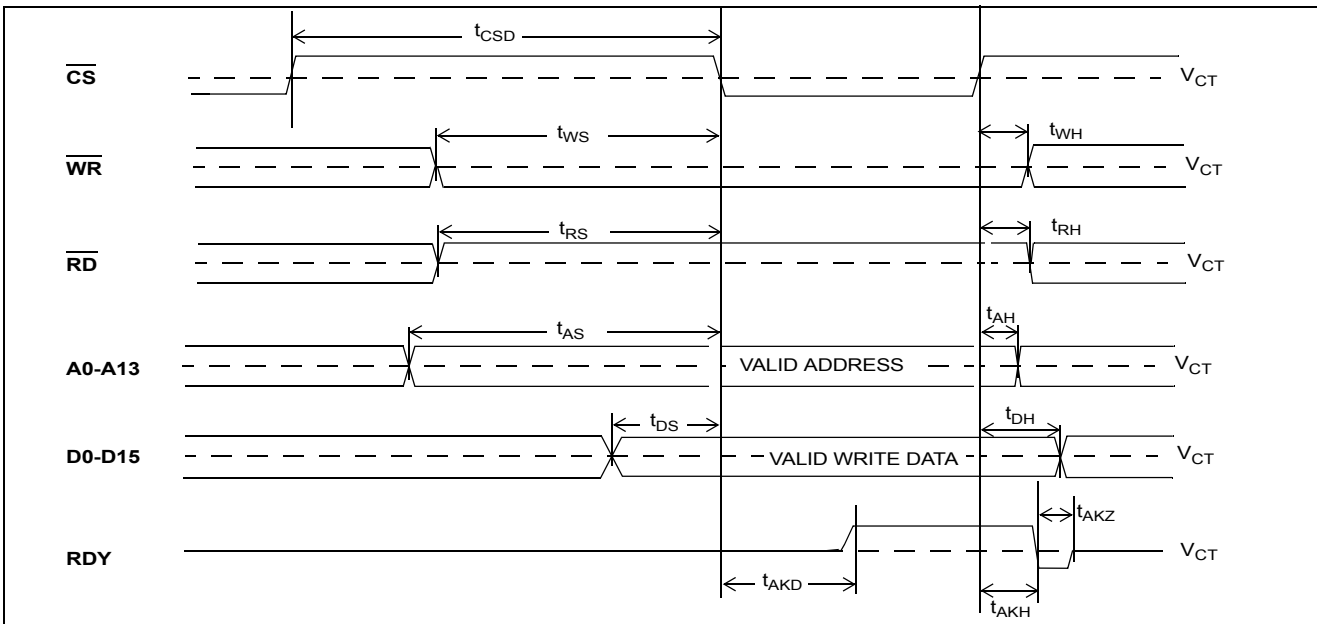 tCSD
CS VCT
tWS tWH
WR VCT
tRS tRH
RD VCT
tAS tAH
A0-A13 VALID ADDRESS VCT
tDS tDH
D0-D15 VALID WRITE DATA VCT
tAKZ
RDY VCT
tAKD tAKH